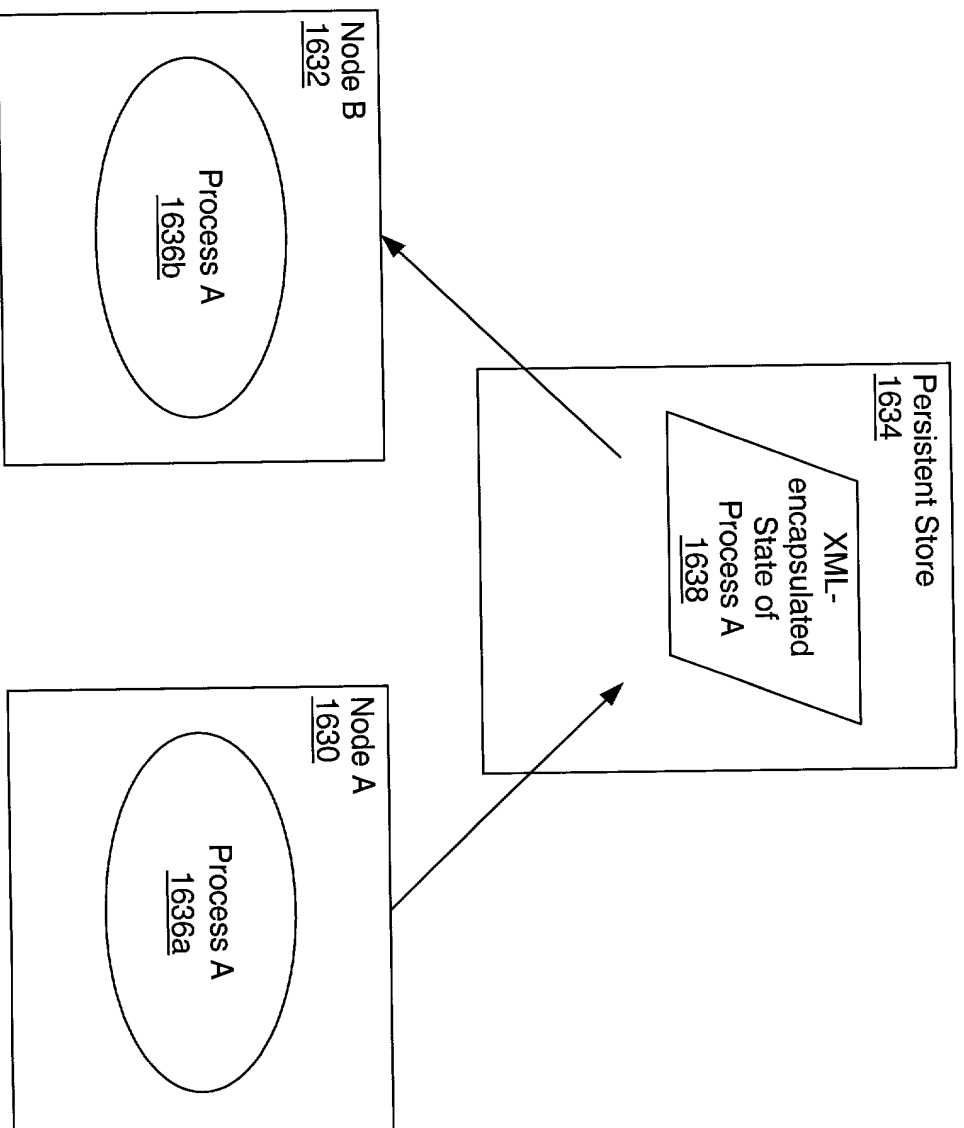 Persistent Store
1634
XML-
encapsulated
State of
Process A
1638
Node B
1632
Process A
1636b
Node A
1630
Process A
1636a